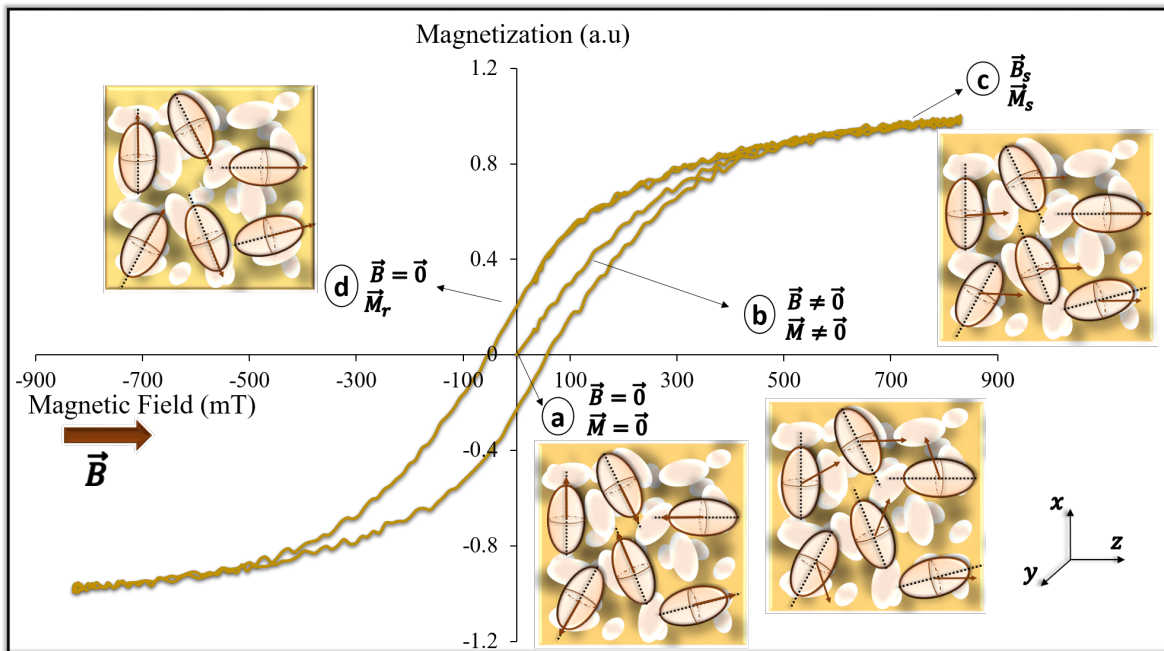 Magnetization (a.u)
1.2
c B⃗ₛ
M⃗ₛ
0.8
0.4
d B⃗ = 0⃗
M⃗ᵣ
b B⃗ ≠ 0⃗
M⃗ ≠ 0⃗
0
-900 -700 -500 -300 -100 100 300 500 700 900
Magnetic Field (mT)
a B⃗ = 0⃗
M⃗ = 0⃗
B⃗
-0.4
-0.8
x
z
y
-1.2